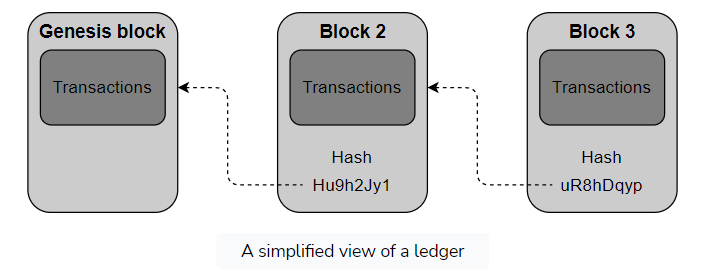 Genesis block
Transactions
Block 2
Transactions
Hash
Hu9h2Jy1
Block 3
Transactions
Hash
uR8hDqyp
A simplified view of a ledger